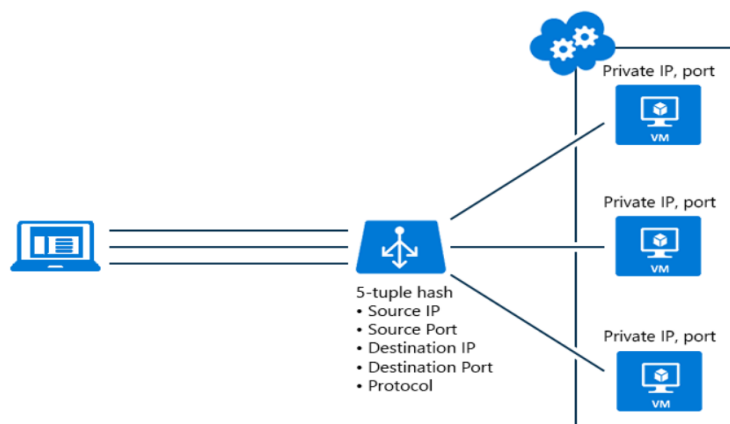 Private IP, port
VM
Private IP, port
VM
5-tuple hash
• Source IP
• Source Port
• Destination IP
• Destination Port
• Protocol
Private IP, port
VM